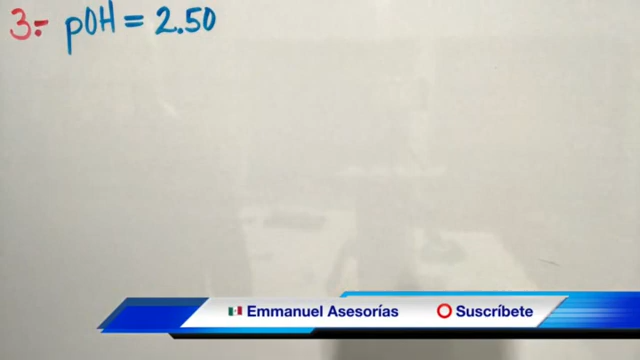 3.- pOH = 2.50
🇲🇽 Emmanuel Asesorías ⭕ Suscríbete